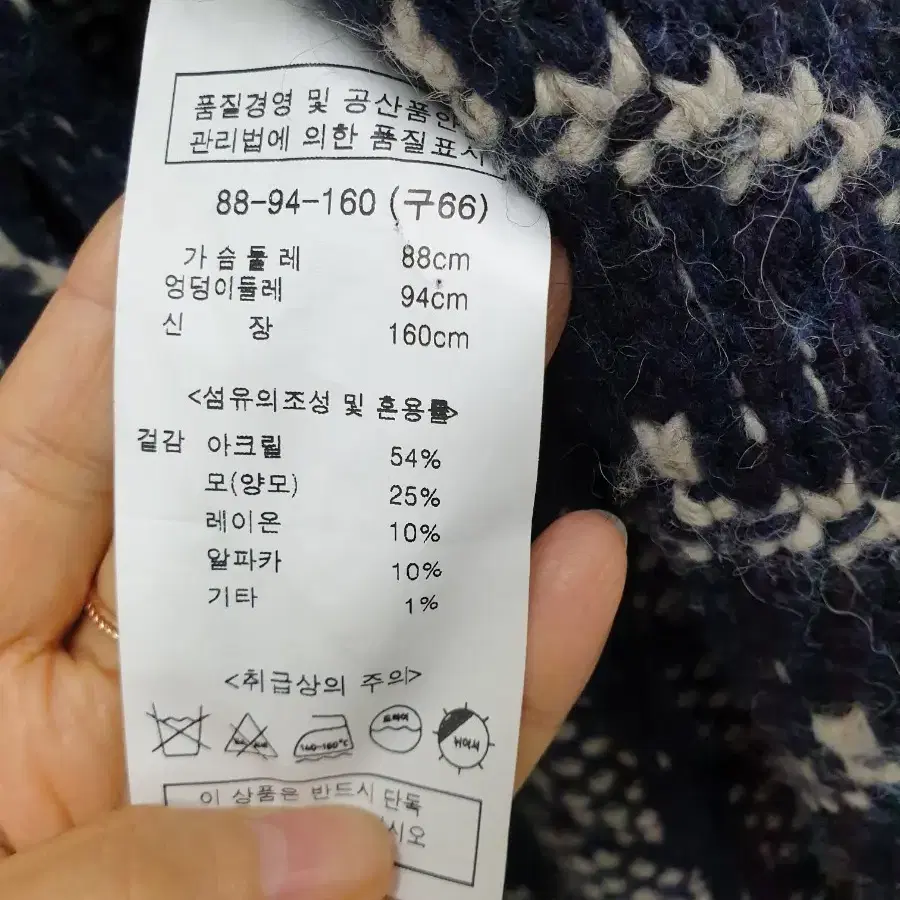 품질경영 및 공산품안
관리법에 의한 품질표시
88-94-160 (구66)
가슴둘레 88cm
엉덩이둘레 94cm
신 장 160cm
<섬유의조성 및 혼용률>
겉감 아크릴 54%
모(양모) 25%
레이온 10%
알파카 10%
기타 1%
<취급상의 주의>
드라이
이 상품은 반드시 단독
시오